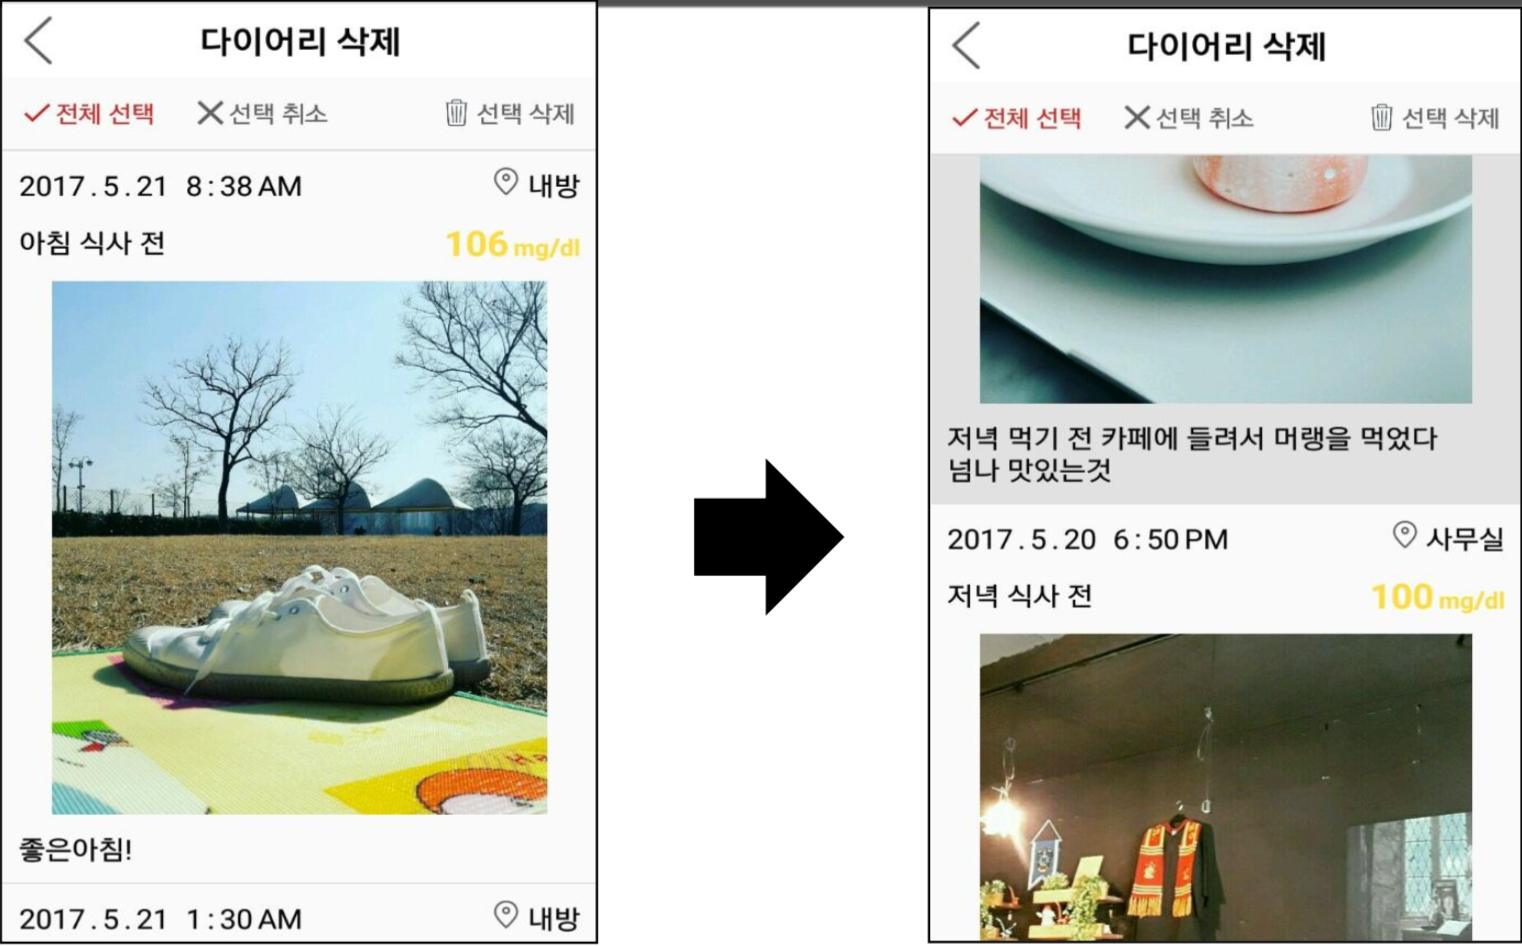 다이어리 삭제
전체 선택 선택 취소 선택 삭제
2017.5.21 8:38 AM 내방
아침 식사 전 106 mg/dl
좋은아침!
2017.5.21 1:30 AM 내방
다이어리 삭제
전체 선택 선택 취소 선택 삭제
저녁 먹기 전 카페에 들려서 머랭을 먹었다
넘나 맛있는것
2017.5.20 6:50 PM 사무실
저녁 식사 전 100 mg/dl